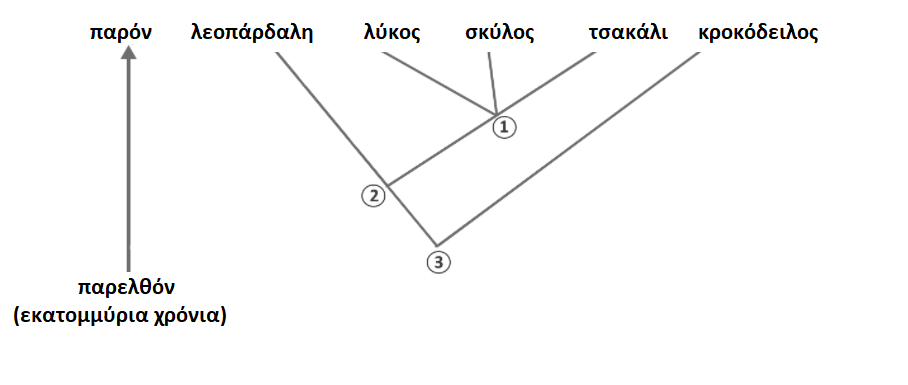 παρόν λεοπάρδαλη λύκος σκύλος τσακάλι κροκόδειλος
1
2
3
παρελθόν
(εκατομμύρια χρόνια)